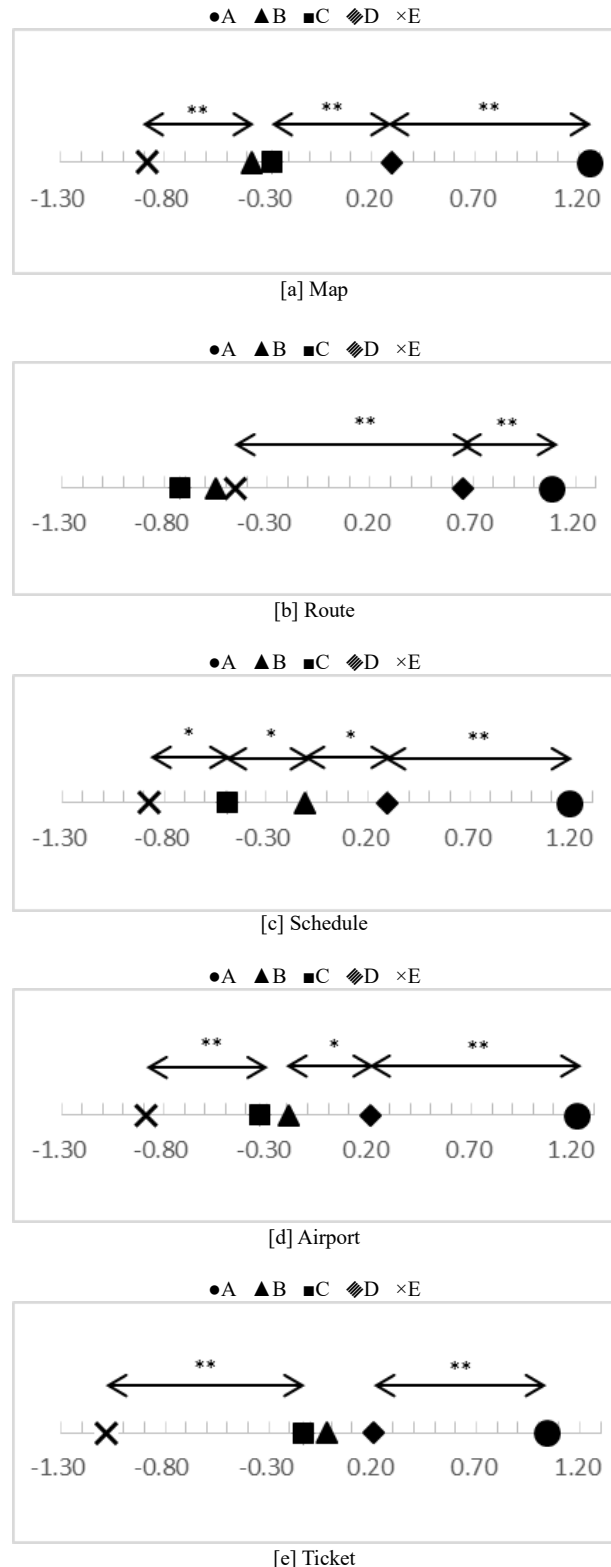 ●A ▲B ■C ◆D ×E
** ** **
-1.30 -0.80 -0.30 0.20 0.70 1.20
[a] Map
●A ▲B ■C ◆D ×E
** **
-1.30 -0.80 -0.30 0.20 0.70 1.20
[b] Route
●A ▲B ■C ◆D ×E
* * * **
-1.30 -0.80 -0.30 0.20 0.70 1.20
[c] Schedule
●A ▲B ■C ◆D ×E
** * **
-1.30 -0.80 -0.30 0.20 0.70 1.20
[d] Airport
●A ▲B ■C ◆D ×E
** **
-1.30 -0.80 -0.30 0.20 0.70 1.20
[e] Ticket